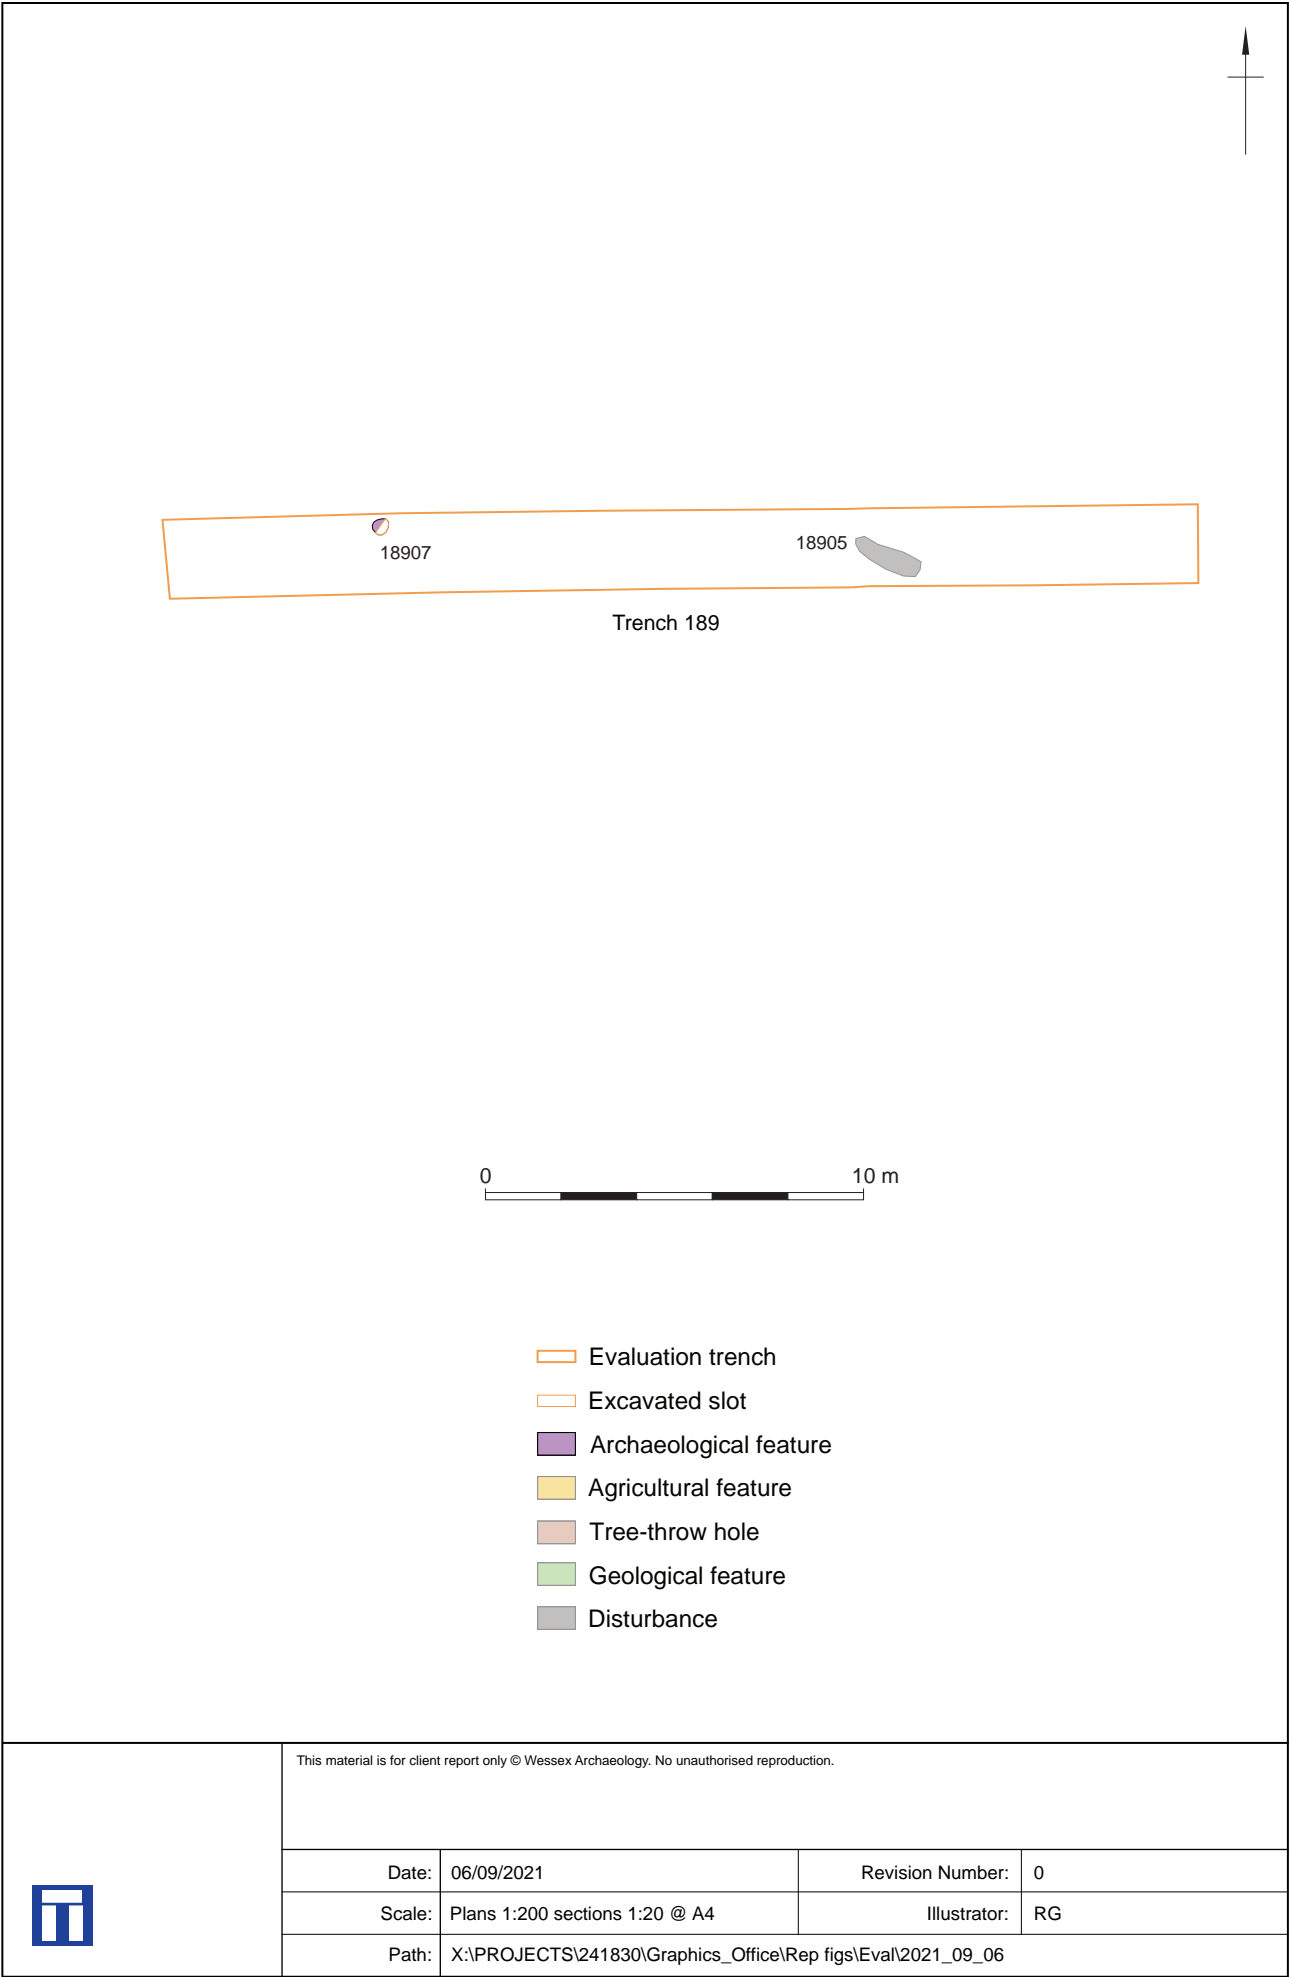 18907
18905
Trench 189
0 10 m
Evaluation trench
Excavated slot
Archaeological feature
Agricultural feature
Tree-throw hole
Geological feature
Disturbance
This material is for client report only © Wessex Archaeology. No unauthorised reproduction.
Date: 06/09/2021 Revision Number: 0
Scale: Plans 1:200 sections 1:20 @ A4 Illustrator: RG
Path: X:\PROJECTS\241830\Graphics_Office\Rep figs\Eval\2021_09_06